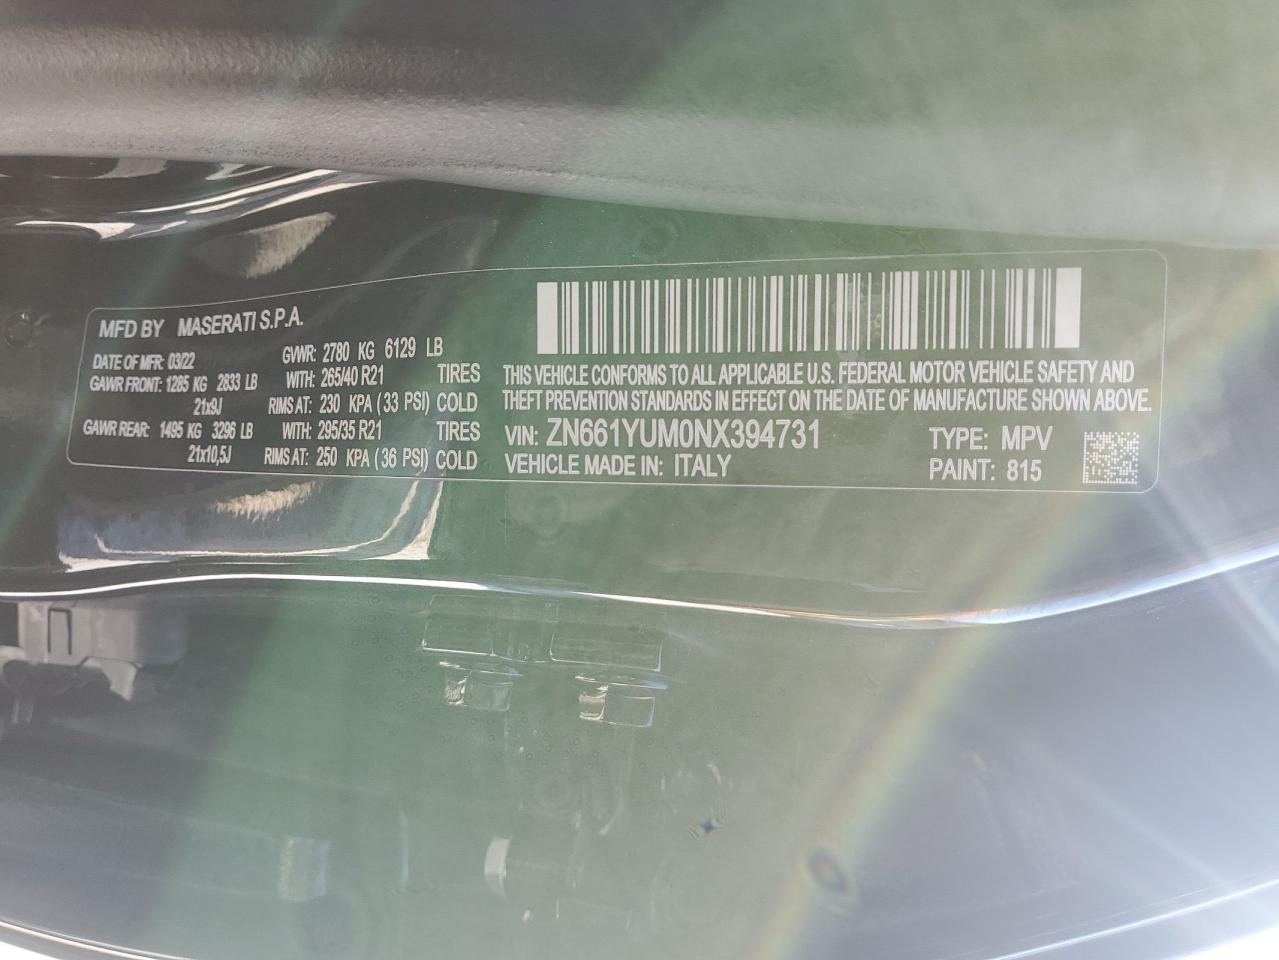 MFD BY MASERATI S.P.A.
DATE OF MFR: 03/22 GVWR: 2780 KG 6129 LB
GAWR FRONT: 1285 KG 2833 LB WITH: 265/40 R21 TIRES
21x9J RIMS AT: 230 KPA (33 PSI) COLD
GAWR REAR: 1495 KG 3296 LB WITH: 295/35 R21 TIRES
21x10,5J RIMS AT: 250 KPA (36 PSI) COLD
THIS VEHICLE CONFORMS TO ALL APPLICABLE U.S. FEDERAL MOTOR VEHICLE SAFETY AND
THEFT PREVENTION STANDARDS IN EFFECT ON THE DATE OF MANUFACTURE SHOWN ABOVE.
VIN: ZN661YUM0NX394731 TYPE: MPV
VEHICLE MADE IN: ITALY PAINT: 815